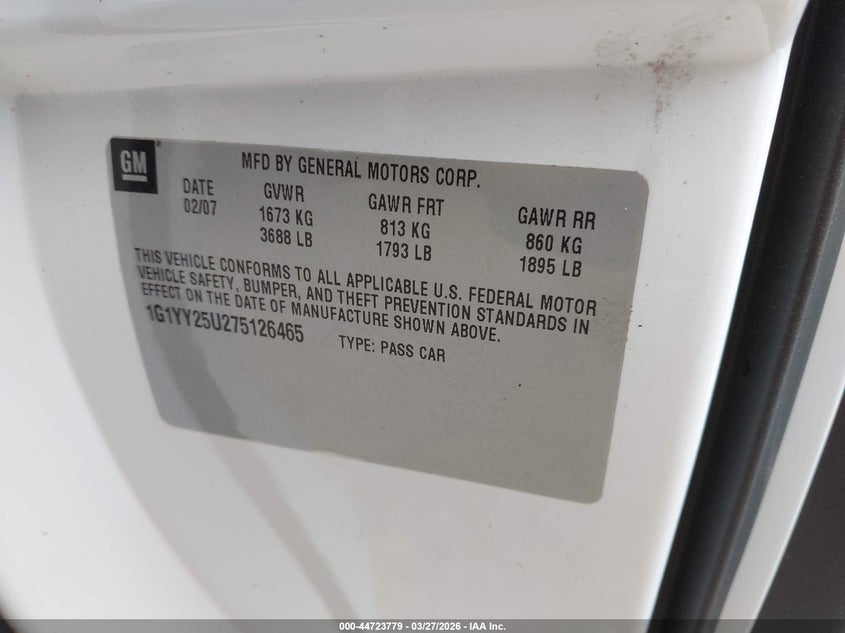 GM
MFD BY GENERAL MOTORS CORP.
DATE GVWR GAWR FRT GAWR RR
02/07 1673 KG 813 KG 860 KG
3688 LB 1793 LB 1895 LB
THIS VEHICLE CONFORMS TO ALL APPLICABLE U.S. FEDERAL MOTOR
VEHICLE SAFETY, BUMPER, AND THEFT PREVENTION STANDARDS IN
EFFECT ON THE DATE OF MANUFACTURE SHOWN ABOVE.
1G1YY25U275126465 TYPE: PASS CAR
000-44723779 | 03/27/2026 | IAA Inc.